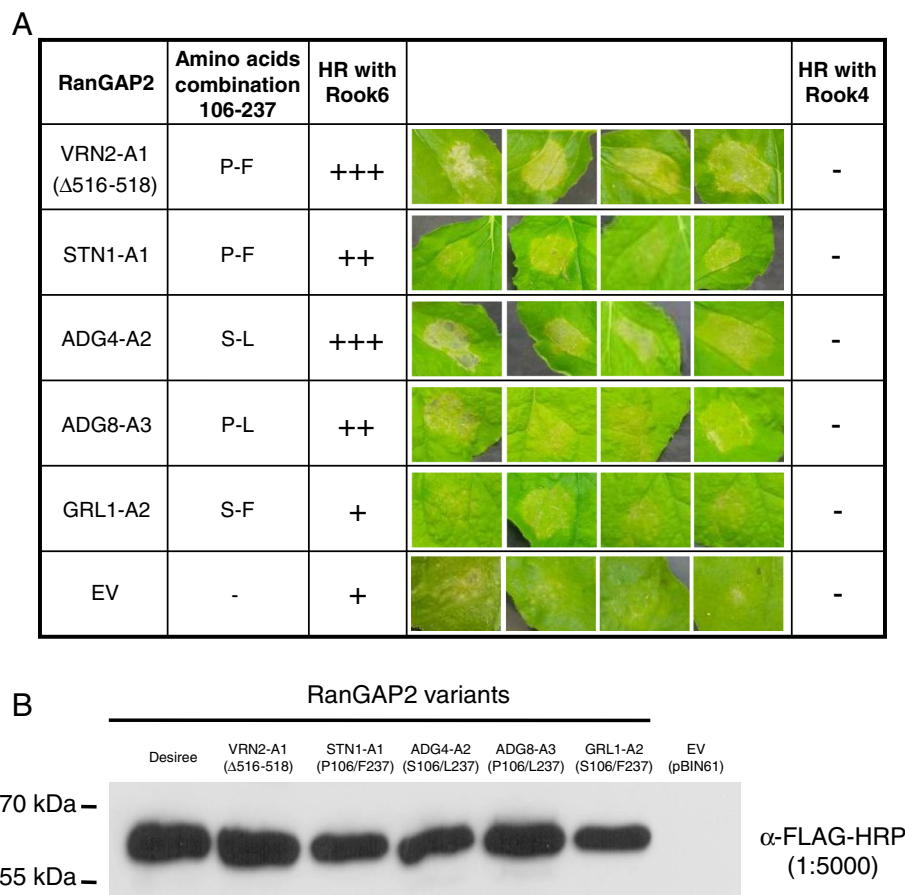 A
RanGAP2
Amino acids
combination
106-237
HR with
Rook6
HR with
Rook4
VRN2-A1
(Δ516-518)
P-F
+++
-
STN1-A1
P-F
++
-
ADG4-A2
S-L
+++
-
ADG8-A3
P-L
++
-
GRL1-A2
S-F
+
-
EV
-
+
-
B
RanGAP2 variants
Desiree
VRN2-A1
(Δ516-518)
STN1-A1
(P106/F237)
ADG4-A2
(S106/L237)
ADG8-A3
(P106/L237)
GRL1-A2
(S106/F237)
EV
(pBIN61)
70 kDa
55 kDa
α-FLAG-HRP
(1:5000)